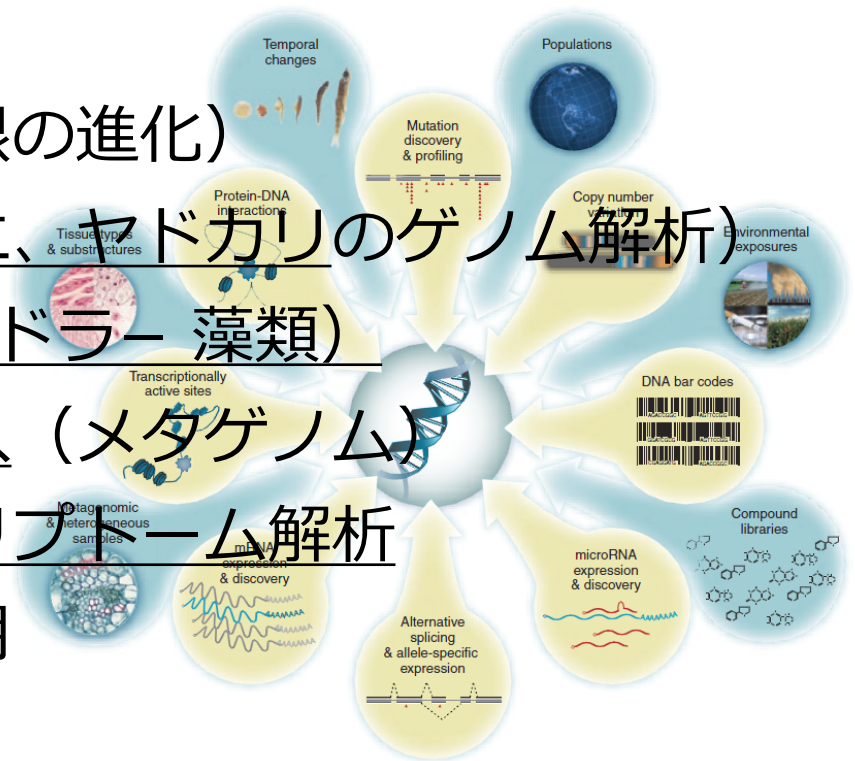 Temporal
changes
Populations
眼の進化）
Mutation
discovery
& profiling
Protein-DNA
interactions
Copy number
variation
Tissue types
& substructures
、ヤドカリのゲノム解析）
Environmental
exposures
ドラー 藻類）
Transcriptionally
active sites
DNA bar codes
（メタゲノム）
Metagenomic
& heterogeneous
samples
リプトーム解析
mRNA
expression
& discovery
microRNA
expression
& discovery
Compound
libraries
Alternative
splicing
& allele-specific
expression